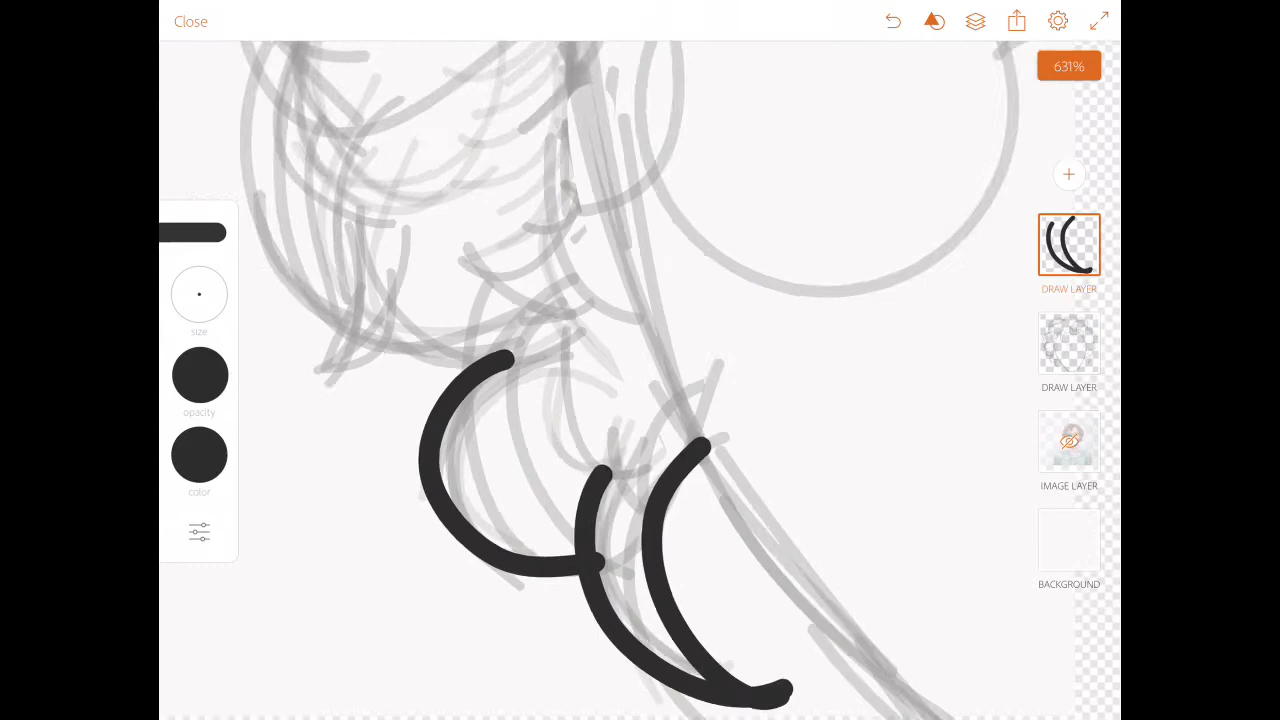 Close
631%
size
opacity
color
DRAW LAYER
DRAW LAYER
IMAGE LAYER
BACKGROUND